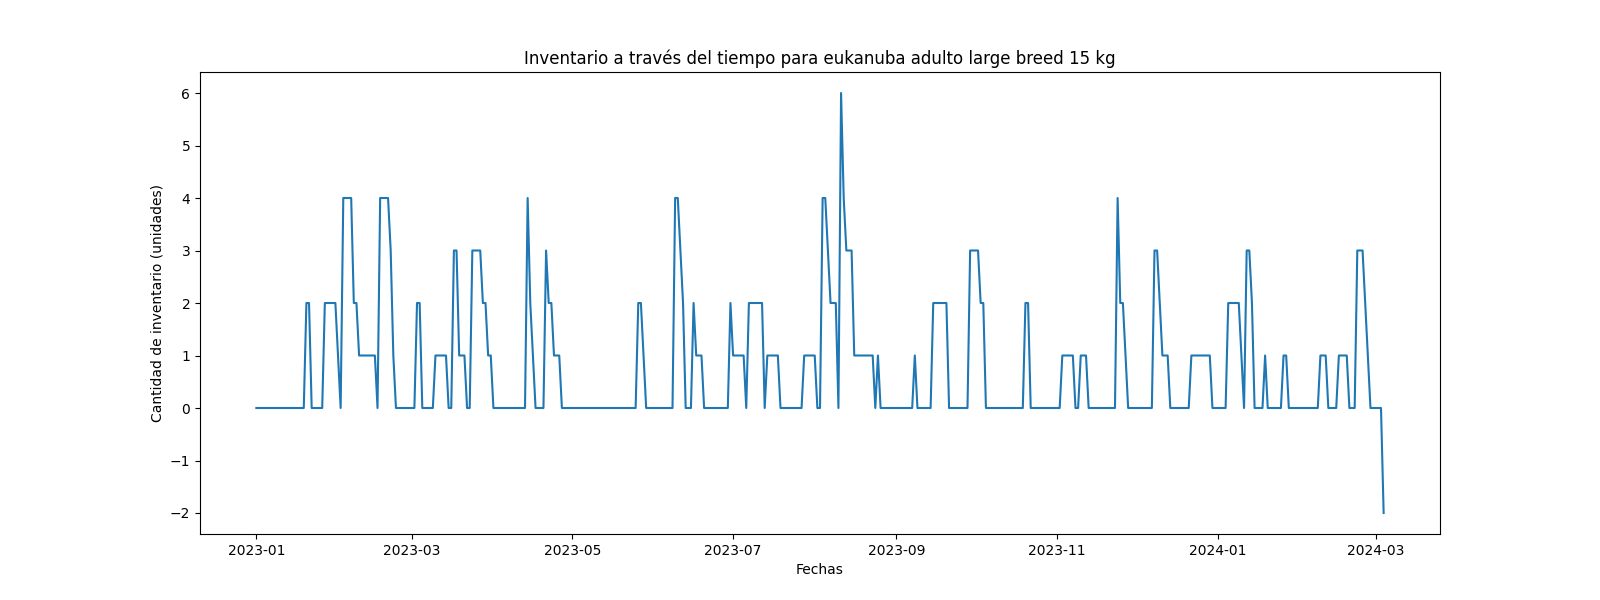 Inventario a través del tiempo para eukanuba adulto large breed 15 kg
Cantidad de inventario (unidades)
6
5
4
3
2
1
0
−1
−2
2023-01 2023-03 2023-05 2023-07 2023-09 2023-11 2024-01 2024-03
Fechas